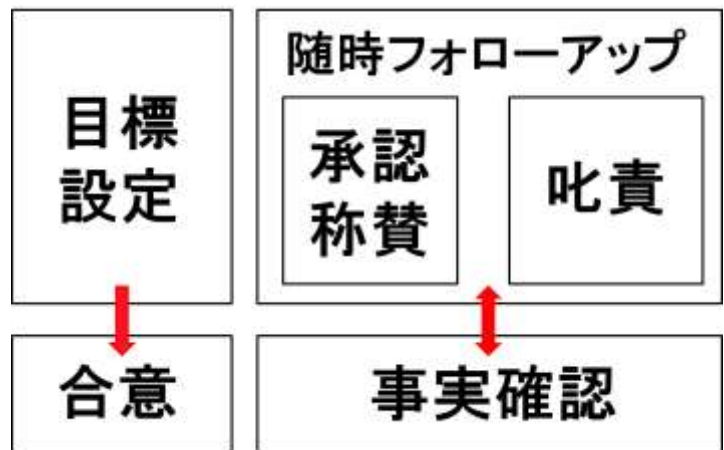 目標
設定
随時フォローアップ
承認
称賛
叱責
合意
事実確認